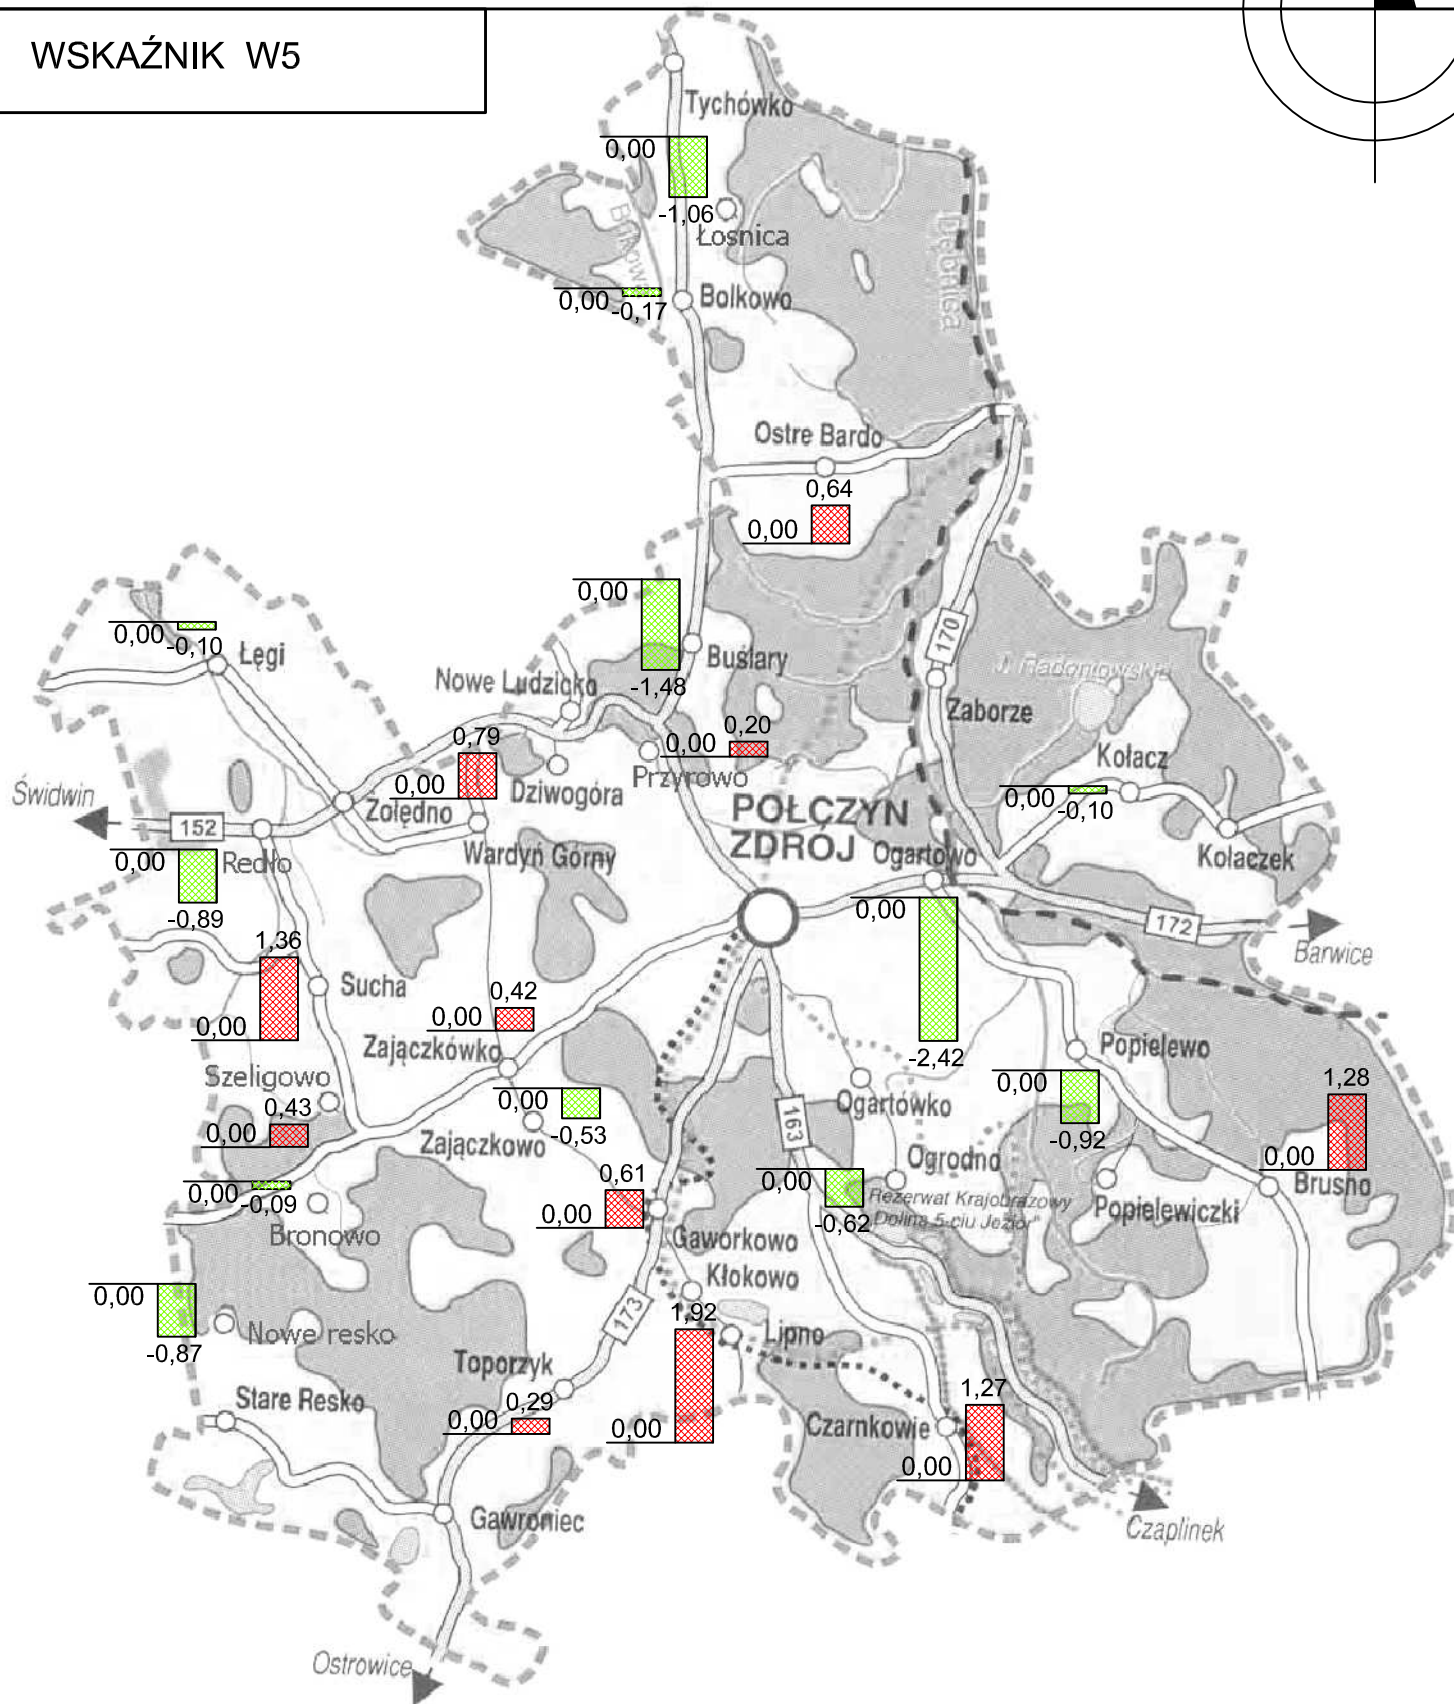 WSKAŹNIK W5
Tychówko
0,00
-1,06
Łosnica
Dębnica
0,00
-0,17
Bolkowo
Ostre Bardo
0,64
0,00
0,00
-1,48
Buślary
170
0,00
-0,10
Łęgi
Nowe Ludzicko
Zaborze
0,79
0,00
0,20
0,00
Przyrowo
Kołacz
Świdwin
Dziwogóra
0,00
-0,10
Żołędno
POŁCZYN
ZDRÓJ
152
Wardyń Górny
Ogartowo
Kołaczek
0,00
Redło
-0,89
0,00
-2,42
172
Barwice
1,36
0,00
Sucha
0,42
0,00
Zajączkówko
Popielewo
Szeligowo
0,43
0,00
0,00
-0,53
Zajączkowo
163
Ogartówko
0,00
-0,92
1,28
0,00
Brusno
Ogrodno
0,61
0,00
0,00
-0,62
Rezerwat Krajobrazowy
"Dolina 5-ciu Jezior"
Popielewiczki
0,00
-0,09
Bronowo
Gaworkowo
Kłokowo
0,00
-0,87
Nowe resko
173
1,92
0,00
Lipno
Toporzyk
0,29
0,00
Stare Resko
1,27
0,00
Czarnkowie
Gawroniec
Czaplinek
Ostrowice